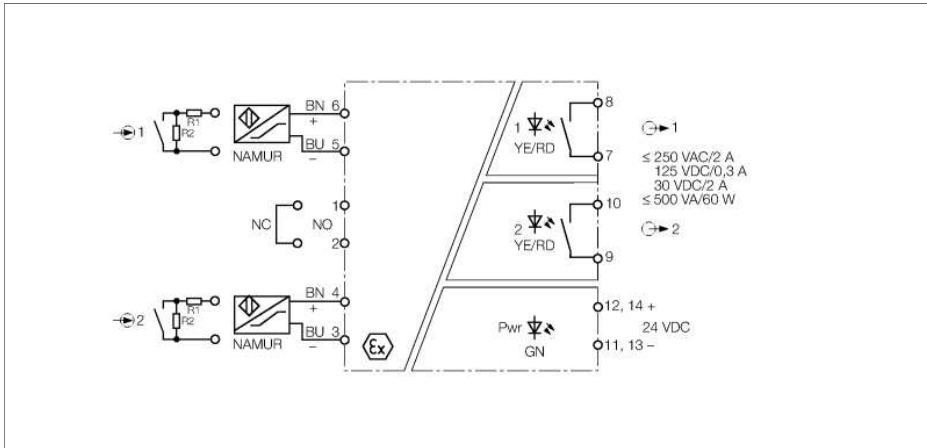 1
R1
R2
NAMUR
BN 6
+
BU 5
–
NC
NO
1
2
2
R1
R2
NAMUR
BN 4
+
BU 3
–
Ex
1
YE/RD
8
7
1
≤ 250 VAC/2 A
125 VDC/0,3 A
30 VDC/2 A
≤ 500 VA/60 W
2
YE/RD
10
9
2
Pwr
GN
12, 14 +
24 VDC
11, 13 –